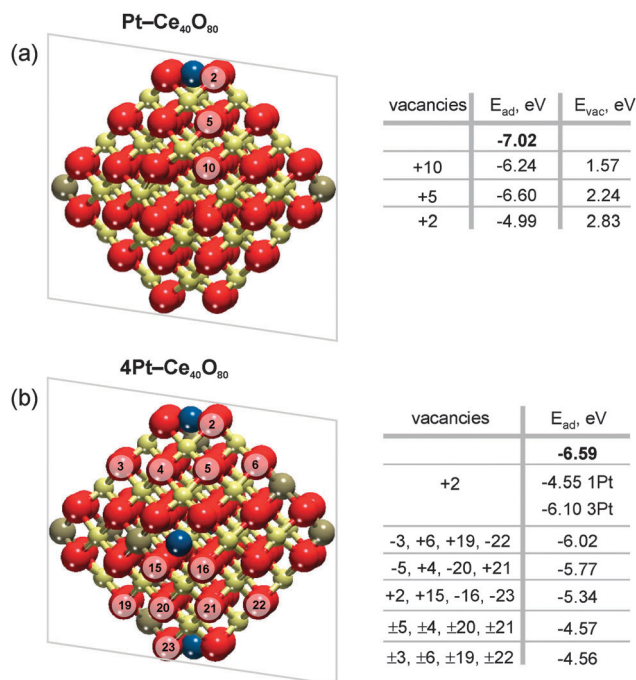 Pt–Ce40O80
(a)
2
5
10
vacancies Ead, eV Evac, eV
-7.02
+10 -6.24 1.57
+5 -6.60 2.24
+2 -4.99 2.83
4Pt–Ce40O80
(b)
2
3 4 5 6
15 16
19 20 21 22
23
vacancies Ead, eV
-6.59
+2 -4.55 1Pt
-6.10 3Pt
-3, +6, +19, -22 -6.02
-5, +4, -20, +21 -5.77
+2, +15, -16, -23 -5.34
±5, ±4, ±20, ±21 -4.57
±3, ±6, ±19, ±22 -4.56